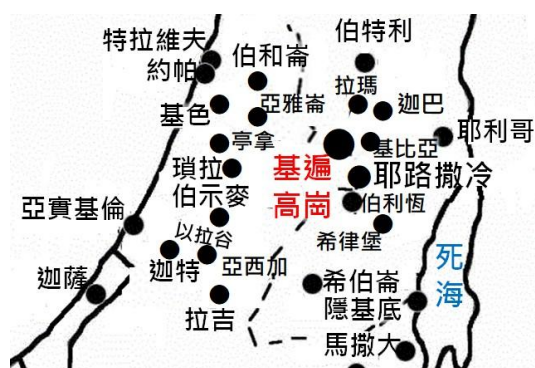 特拉維夫
伯特利
約帕
伯和崙
拉瑪
迦巴
基色
亞雅崙
亭拿
耶利哥
基比亞
瑣拉
基遍
高崗
耶路撒冷
伯示麥
伯利恆
亞實基倫
以拉谷
希律堡
迦特
亞西加
死海
迦薩
希伯崙
拉吉
隱基底
馬撒大